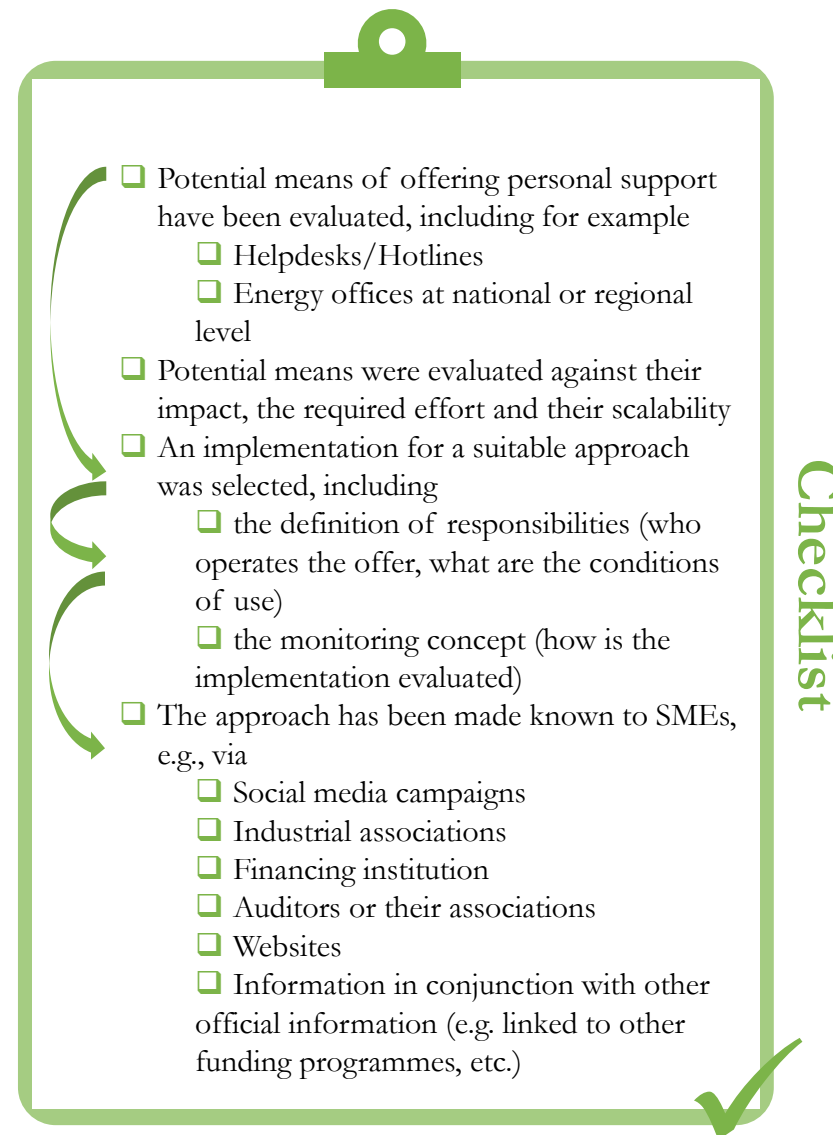 ❑ Potential means of offering personal support
have been evaluated, including for example
❑ Helpdesks/Hotlines
❑ Energy offices at national or regional
level
❑ Potential means were evaluated against their
impact, the required effort and their scalability
❑ An implementation for a suitable approach
was selected, including
❑ the definition of responsibilities (who
operates the offer, what are the conditions
of use)
❑ the monitoring concept (how is the
implementation evaluated)
❑ The approach has been made known to SMEs,
e.g., via
❑ Social media campaigns
❑ Industrial associations
❑ Financing institution
❑ Auditors or their associations
❑ Websites
❑ Information in conjunction with other
official information (e.g. linked to other
funding programmes, etc.)
Checklist